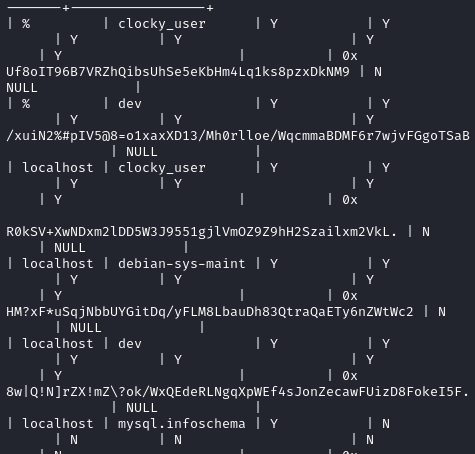 -------+-----------------+
| %         | clocky_user      | Y           | Y
      | Y          | Y                     | Y
    | Y                      |           | 0x
Uf8oIT96B7VRZhQibsUhSe5eKbHm4Lq1ks8pzxDkNM9 | N
NULL            |
| %         | dev              | Y           | Y
      | Y          | Y                     | Y
/xuiN2%#pIV5@8=o1xaxXD13/Mh0rlloe/WqcmmaBDMF6r7wjvFGgoTSaB
             | NULL            |
| localhost | clocky_user      | Y           | Y
      | Y          | Y                     | Y
    | Y                      |           | 0x
R0kSV+XwNDxm2lDD5W3J9551gjlVmOZ9Z9hH2Szailxm2VkL. | N
    | NULL            |
| localhost | debian-sys-maint | Y           | Y
      | Y          | Y                     | Y
    | Y                      |           | 0x
HM?xF*uSqjNbbUYGitDq/yFLM8LbauDh83QtraQaETy6nZWtWc2 | N
      | NULL            |
| localhost | dev              | Y           | Y
      | Y          | Y                     | Y
    | Y                      |           | 0x
8w|Q!N]rZX!mZ\?ok/WxQEdeRLNgqXpWEf4sJonZecawFUizD8FokeI5F.
             | NULL            |
| localhost | mysql.infoschema | Y           | N
      | N          | N                     | N